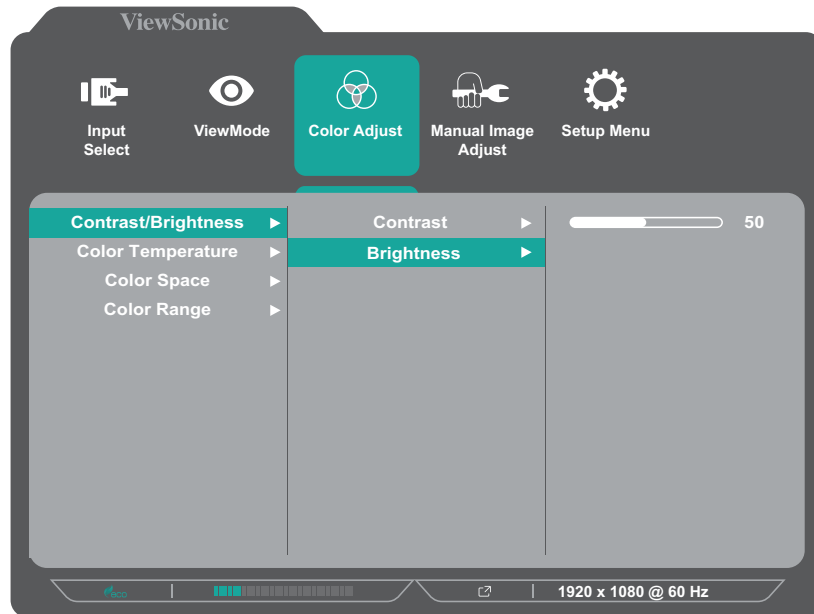 ViewSonic
Input Select
ViewMode
Color Adjust
Manual Image Adjust
Setup Menu
Contrast/Brightness
Contrast
50
Color Temperature
Brightness
Color Space
Color Range
eco
1920 x 1080 @ 60 Hz